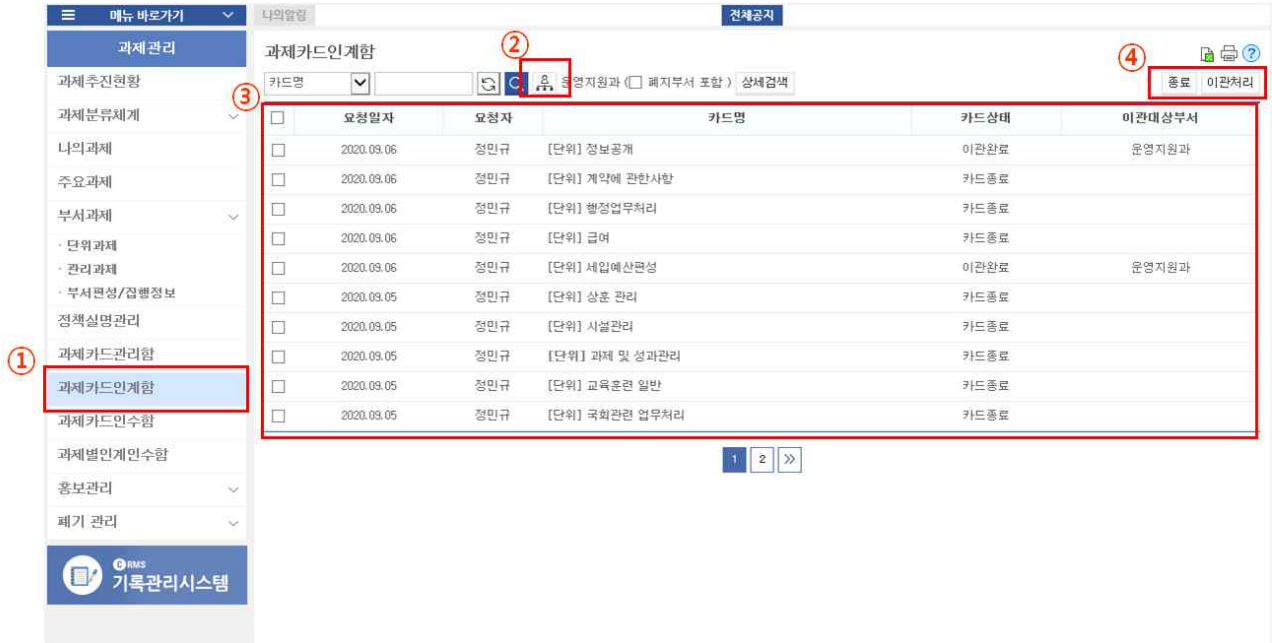 메뉴 바로가기
나의알림
전체공지
과제관리
과제추진현황
과제분류체계
나의과제
주요과제
부서과제
· 단위과제
· 관리과제
· 부서편성/집행정보
정책실명관리
과제카드관리함
①
과제카드인계함
과제카드인수함
과제별인계인수함
홍보관리
폐기 관리
CRMS
기록관리시스템
과제카드인계함
②
④
?
카드명
운영지원과 (□ 폐지부서 포함 ) 상세검색
종료 이관처리
③
요청일자 요청자 카드명 카드상태 이관대상부서
2020.09.06 정민규 [단위] 정보공개 이관완료 운영지원과
2020.09.06 정민규 [단위] 계약에 관한사항 카드종료
2020.09.06 정민규 [단위] 행정업무처리 카드종료
2020.09.06 정민규 [단위] 급여 카드종료
2020.09.06 정민규 [단위] 세입예산편성 이관완료 운영지원과
2020.09.05 정민규 [단위] 상훈 관리 카드종료
2020.09.05 정민규 [단위] 시설관리 카드종료
2020.09.05 정민규 [단위] 과제 및 성과관리 카드종료
2020.09.05 정민규 [단위] 교육훈련 일반 카드종료
2020.09.05 정민규 [단위] 국회관련 업무처리 카드종료
1 2 >>